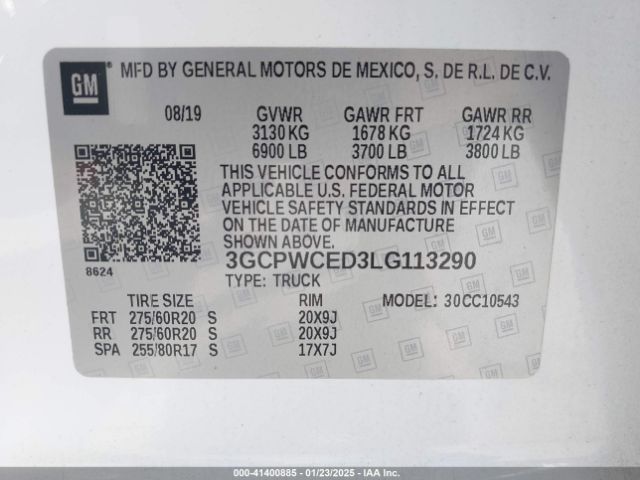 GM MFD BY GENERAL MOTORS DE MEXICO, S. DE R.L. DE C.V.
08/19 GVWR GAWR FRT GAWR RR
3130 KG 1678 KG 1724 KG
6900 LB 3700 LB 3800 LB
THIS VEHICLE CONFORMS TO ALL
APPLICABLE U.S. FEDERAL MOTOR
VEHICLE SAFETY STANDARDS IN EFFECT
ON THE DATE OF MANUFACTURE
SHOWN ABOVE.
8624
3GCPWCED3LG113290
TYPE: TRUCK
TIRE SIZE RIM MODEL: 30CC10543
FRT 275/60R20 S 20X9J
RR 275/60R20 S 20X9J
SPA 255/80R17 S 17X7J
©41400885 - 01/23/2025 - IAA Inc.